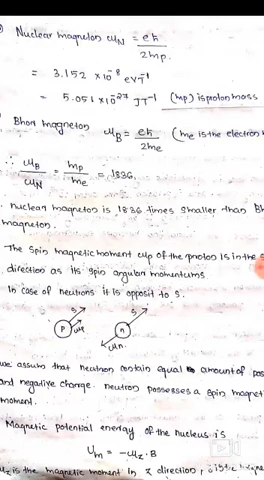 Nuclear magneton μN = eħ
2mp.
= 3.152 × 10⁻⁸ eVT⁻¹
= 5.051×10⁻²⁷ JT⁻¹ (mp) is proton mass
Bhor magneton μB = eħ (me is the electron
2me
∴ μB = mp = 1836.
μN me
nuclear magneton is 1836 times smaller than Bh
magneton.
The spin magnetic moment μp of the proton is in the s
direction as its spin angular momentums.
In case of neutrons it is opposit to S.
S S
P μp n
μn.
we assume that neutron contain equal amount of pos
and negative charge. neutron possesses a spin magnet
moment.
Magnetic potential energy of the nucleus is
Um = -μz · B
μz is the magnetic moment in z direction,